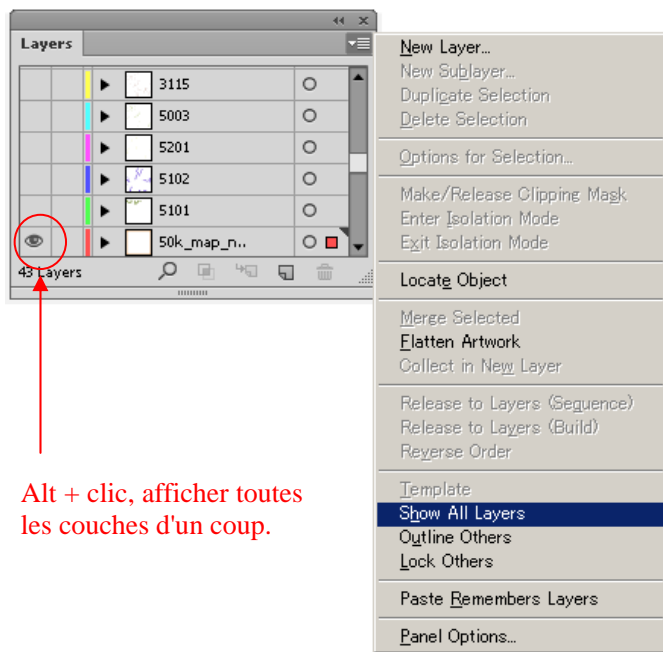 Layers
3115
5003
5201
5102
5101
50k_map_n..
43 Layers
New Layer...
New Sublayer...
Duplicate Selection
Delete Selection
Options for Selection...
Make/Release Clipping Mask
Enter Isolation Mode
Exit Isolation Mode
Locate Object
Merge Selected
Flatten Artwork
Collect in New Layer
Release to Layers (Sequence)
Release to Layers (Build)
Reverse Order
Template
Show All Layers
Outline Others
Lock Others
Paste Remembers Layers
Panel Options...
Alt + clic, afficher toutes
les couches d'un coup.